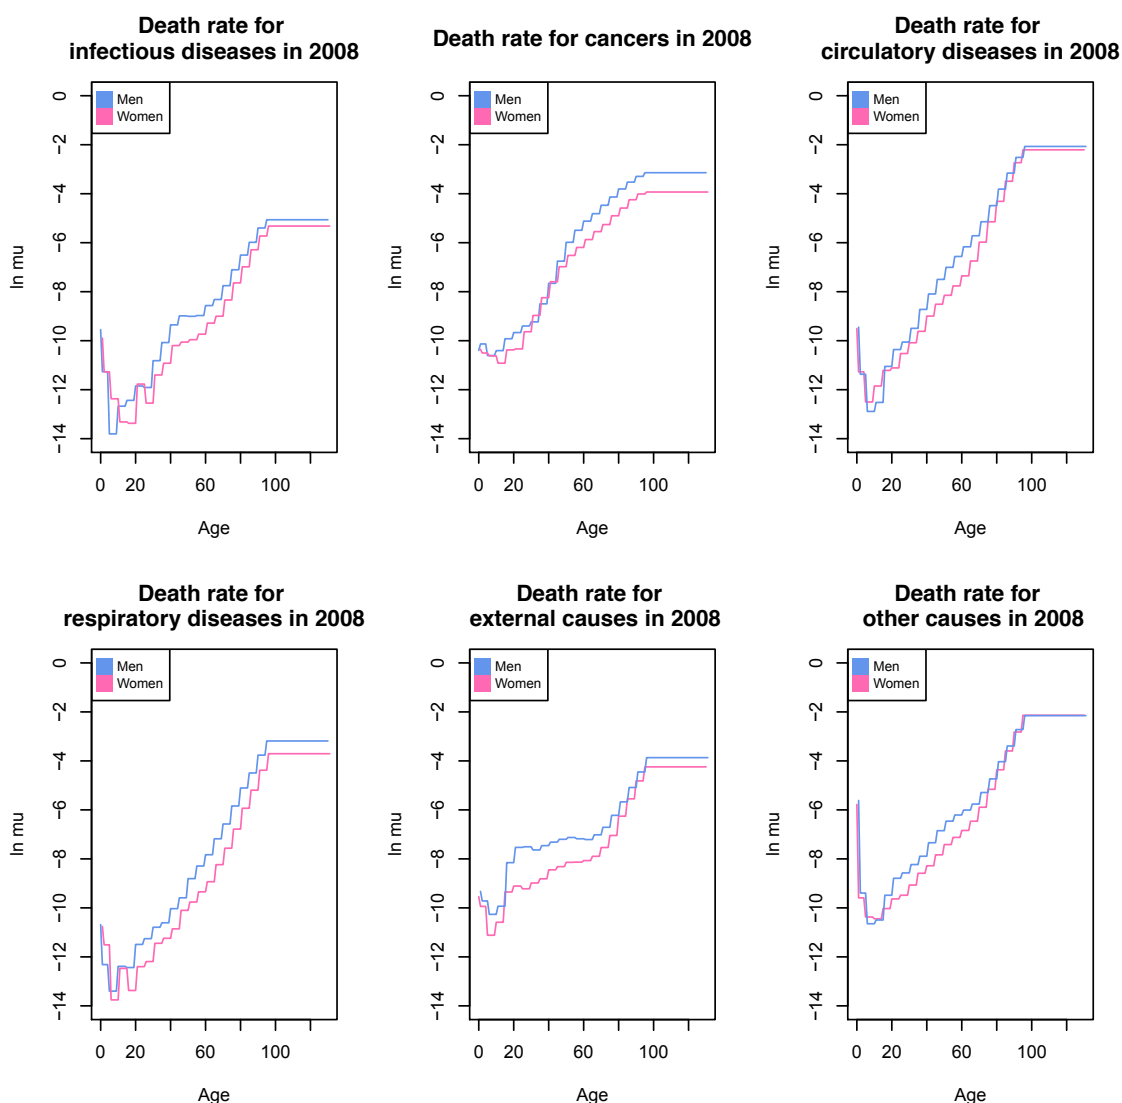 Death rate for
infectious diseases in 2008
Men
Women
0
−2
−4
−6
−8
−10
−12
−14
ln mu
0 20 60 100
Age
Death rate for cancers in 2008
Men
Women
0
−2
−4
−6
−8
−10
−12
−14
ln mu
0 20 60 100
Age
Death rate for
circulatory diseases in 2008
Men
Women
0
−2
−4
−6
−8
−10
−12
−14
ln mu
0 20 60 100
Age
Death rate for
respiratory diseases in 2008
Men
Women
0
−2
−4
−6
−8
−10
−12
−14
ln mu
0 20 60 100
Age
Death rate for
external causes in 2008
Men
Women
0
−2
−4
−6
−8
−10
−12
−14
ln mu
0 20 60 100
Age
Death rate for
other causes in 2008
Men
Women
0
−2
−4
−6
−8
−10
−12
−14
ln mu
0 20 60 100
Age